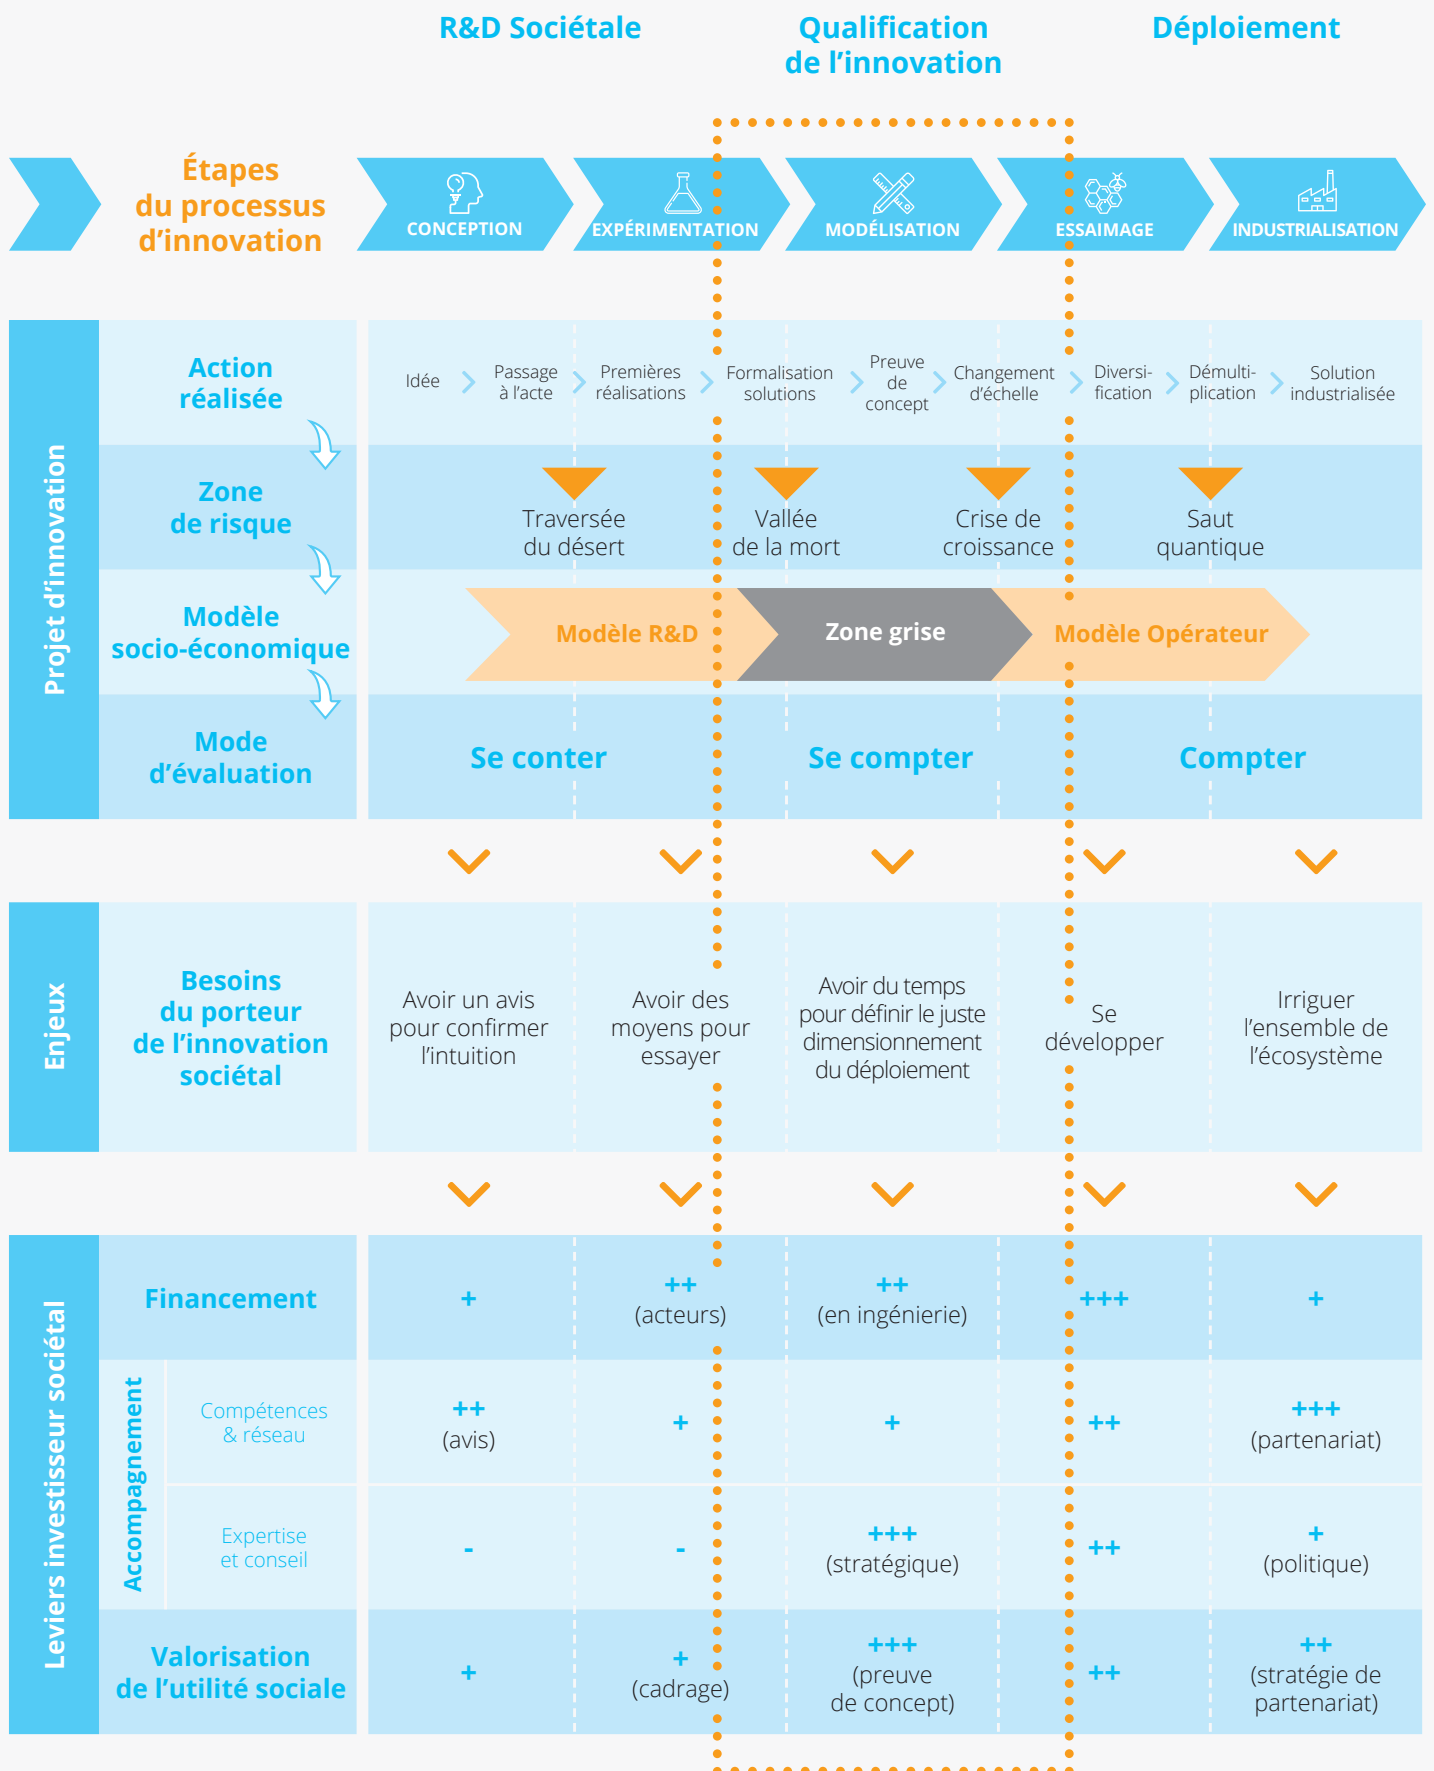 R&D Sociétale
Qualification
de l’innovation
Déploiement
Étapes
du processus
d’innovation
CONCEPTION
EXPÉRIMENTATION
MODÉLISATION
ESSAIMAGE
INDUSTRIALISATION
Projet d’innovation
Action
réalisée
Idée
Passage
à l’acte
Premières
réalisations
Formalisation
solutions
Preuve
de
concept
Changement
d’échelle
Diversi-
fication
Démulti-
plication
Solution
industrialisée
Zone
de risque
Traversée
du désert
Vallée
de la mort
Crise de
croissance
Saut
quantique
Modèle
socio-économique
Modèle R&D
Zone grise
Modèle Opérateur
Mode
d’évaluation
Se conter
Se compter
Compter
Enjeux
Besoins
du porteur
de l’innovation
sociétal
Avoir un avis
pour confirmer
l’intuition
Avoir des
moyens pour
essayer
Avoir du temps
pour définir le juste
dimensionnement
du déploiement
Se
développer
Irriguer
l’ensemble de
l’écosystème
Leviers investisseur sociétal
Financement
+
++
(acteurs)
++
(en ingénierie)
+++
+
Accompagnement
Compétences
& réseau
++
(avis)
+
+
++
+++
(partenariat)
Expertise
et conseil
-
-
+++
(stratégique)
++
+
(politique)
Valorisation
de l’utilité sociale
+
+
(cadrage)
+++
(preuve
de concept)
++
++
(stratégie de
partenariat)